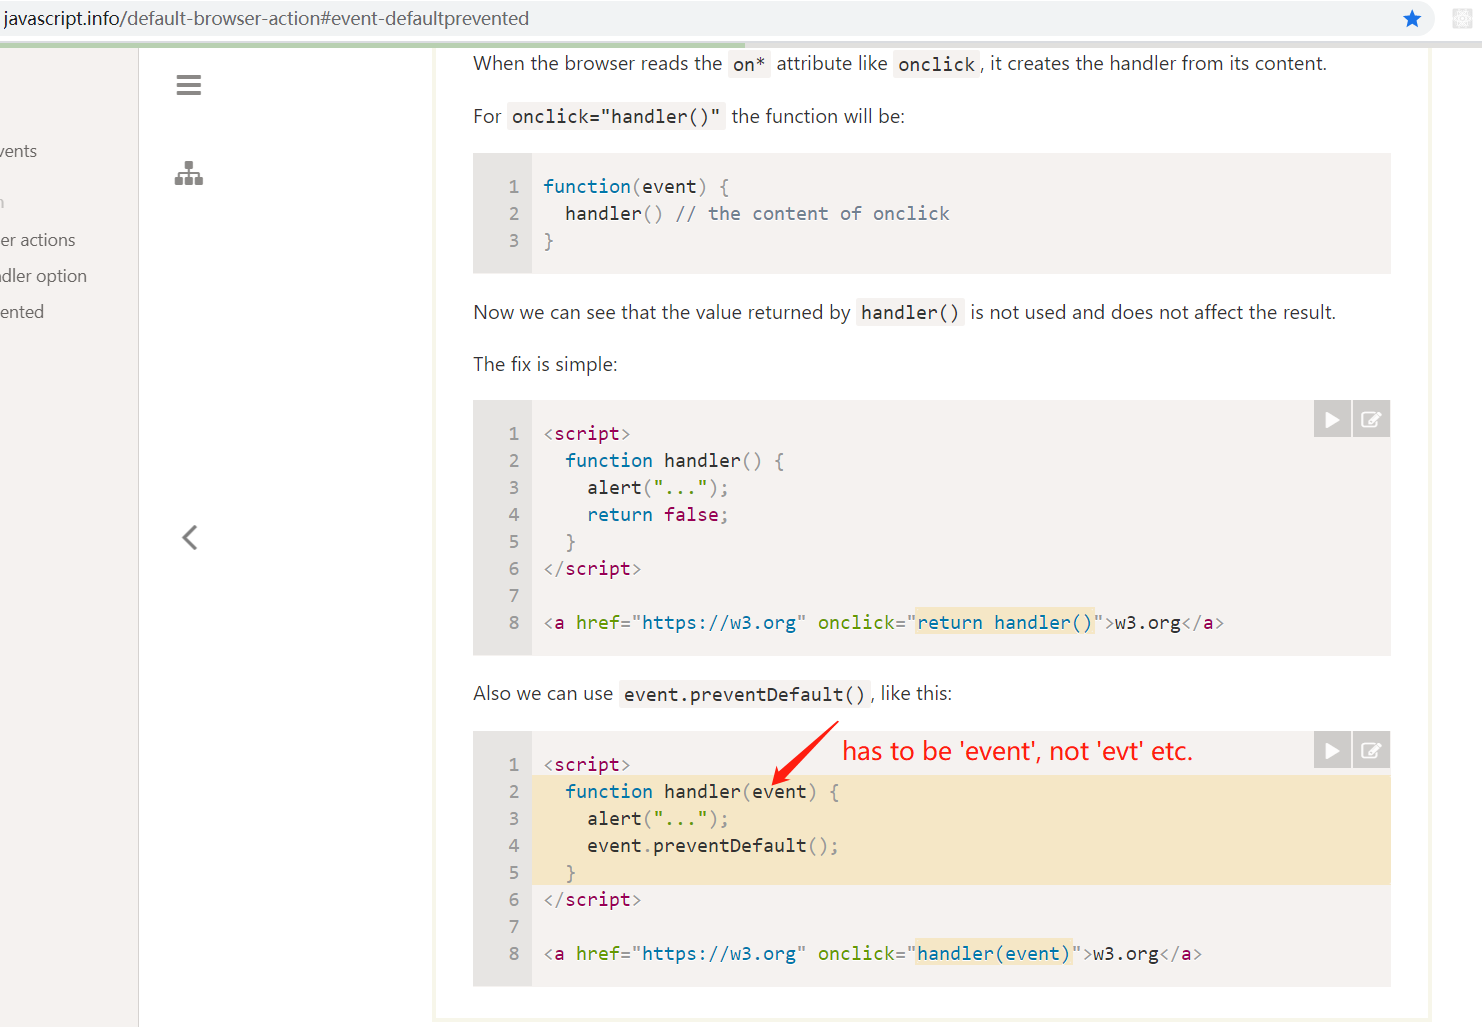 javascript.info/default-browser-action#event-defaultprevented
When the browser reads the on* attribute like onclick, it creates the handler from its content.
vents
For onclick="handler()" the function will be:
1 function(event) {
2   handler() // the content of onclick
3 }
er actions
dler option
ented
Now we can see that the value returned by handler() is not used and does not affect the result.
The fix is simple:
1 <script>
2   function handler() {
3     alert("...");
4     return false;
5   }
6 </script>
7
8 <a href="https://w3.org" onclick="return handler()">w3.org</a>
Also we can use event.preventDefault(), like this:
has to be 'event', not 'evt' etc.
1 <script>
2   function handler(event) {
3     alert("...");
4     event.preventDefault();
5   }
6 </script>
7
8 <a href="https://w3.org" onclick="handler(event)">w3.org</a>